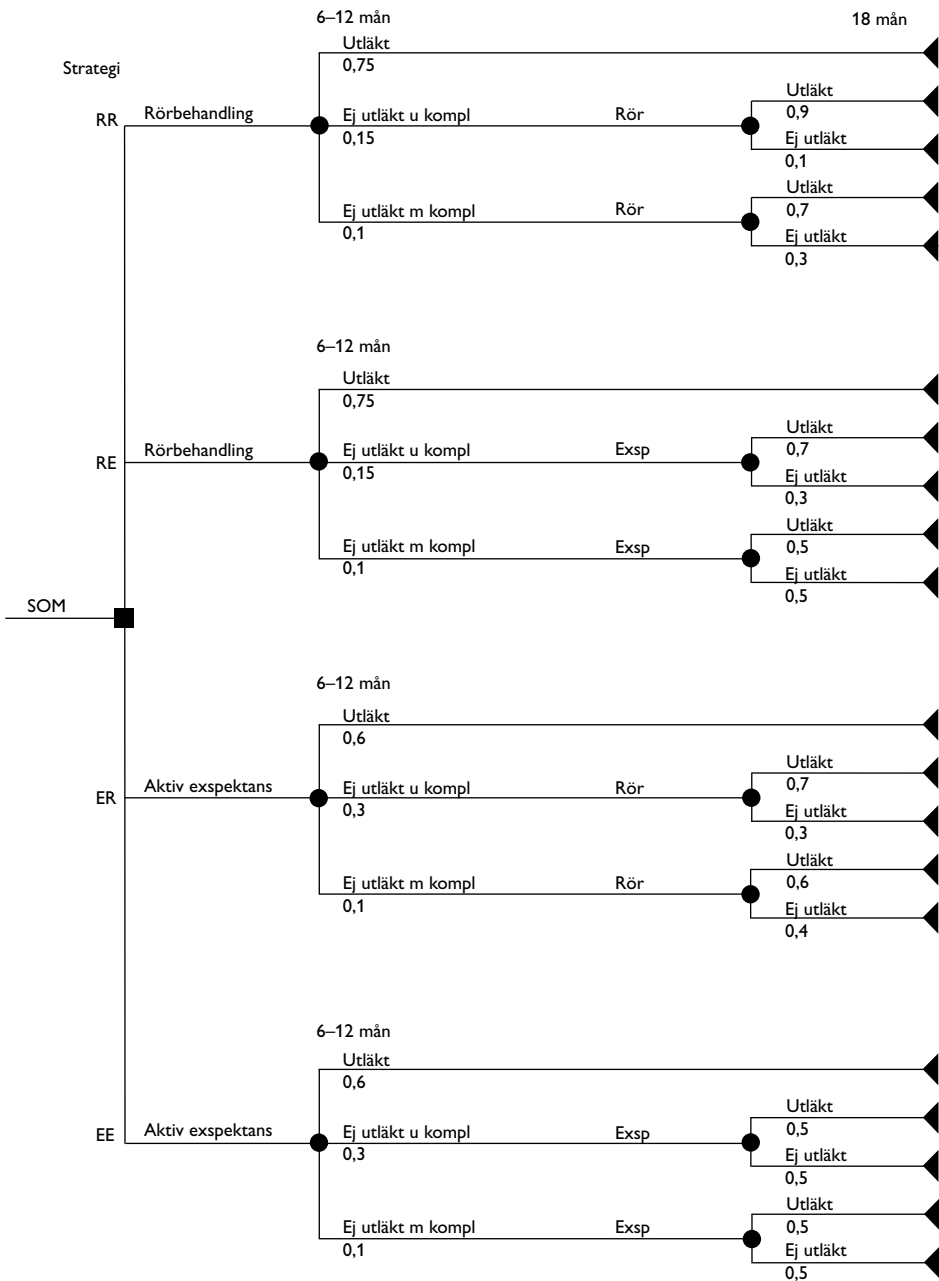 6–12 mån
18 mån
Strategi
Utläkt
0,75
RR
Rörbehandling
Ej utläkt u kompl
0,15
Rör
Utläkt
0,9
Ej utläkt
0,1
Ej utläkt m kompl
0,1
Rör
Utläkt
0,7
Ej utläkt
0,3
6–12 mån
Utläkt
0,75
RE
Rörbehandling
Ej utläkt u kompl
0,15
Exsp
Utläkt
0,7
Ej utläkt
0,3
Ej utläkt m kompl
0,1
Exsp
Utläkt
0,5
Ej utläkt
0,5
SOM
6–12 mån
Utläkt
0,6
ER
Aktiv exspektans
Ej utläkt u kompl
0,3
Rör
Utläkt
0,7
Ej utläkt
0,3
Ej utläkt m kompl
0,1
Rör
Utläkt
0,6
Ej utläkt
0,4
6–12 mån
Utläkt
0,6
EE
Aktiv exspektans
Ej utläkt u kompl
0,3
Exsp
Utläkt
0,5
Ej utläkt
0,5
Ej utläkt m kompl
0,1
Exsp
Utläkt
0,5
Ej utläkt
0,5